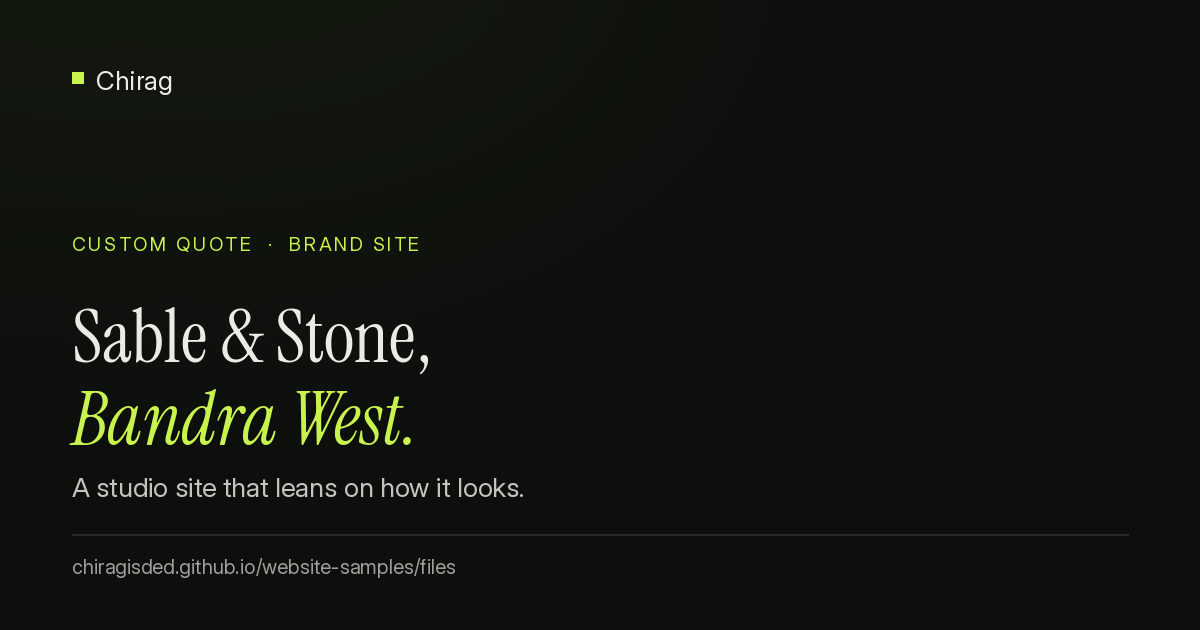 Chirag
CUSTOM QUOTE · BRAND SITE
Sable & Stone,
Bandra West.
A studio site that leans on how it looks.
chiragisded.github.io/website-samples/files